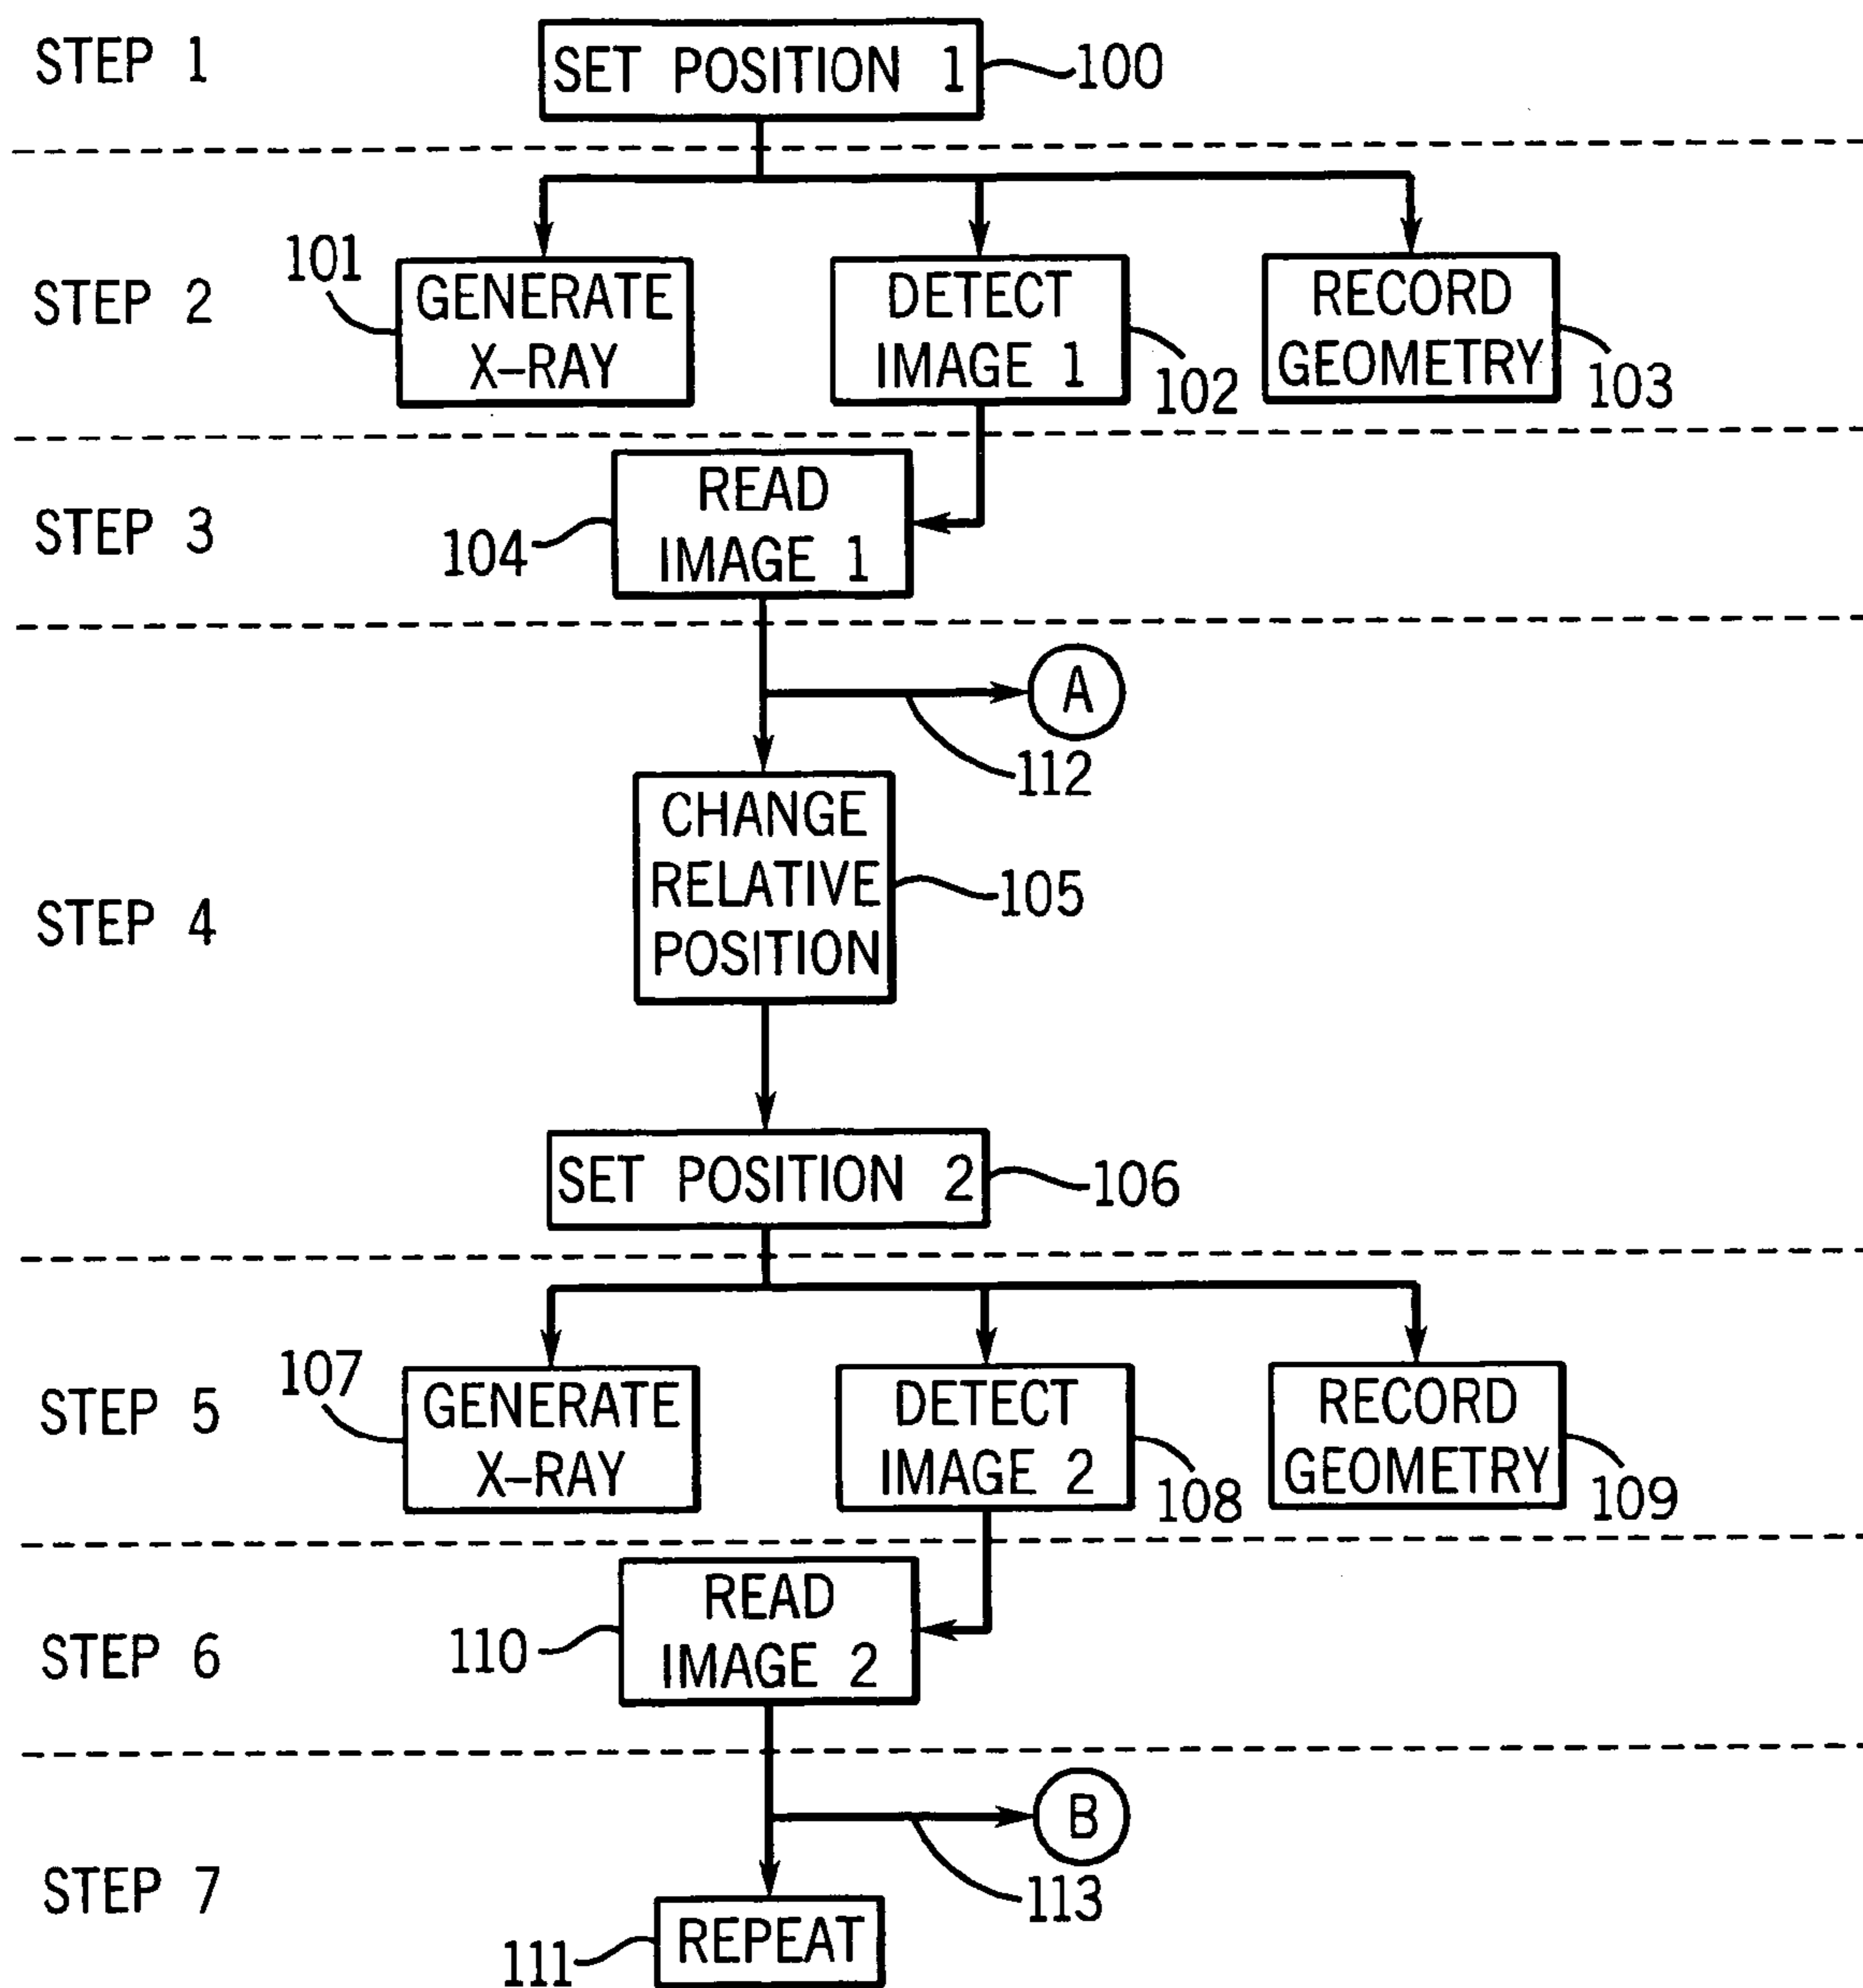 STEP 1
SET POSITION 1
100
STEP 2
101
GENERATE
X-RAY
DETECT
IMAGE 1
102
RECORD
GEOMETRY
103
STEP 3
104
READ
IMAGE 1
A
112
STEP 4
CHANGE
RELATIVE
POSITION
105
SET POSITION 2
106
STEP 5
107
GENERATE
X-RAY
DETECT
IMAGE 2
108
RECORD
GEOMETRY
109
STEP 6
110
READ
IMAGE 2
B
113
STEP 7
111
REPEAT